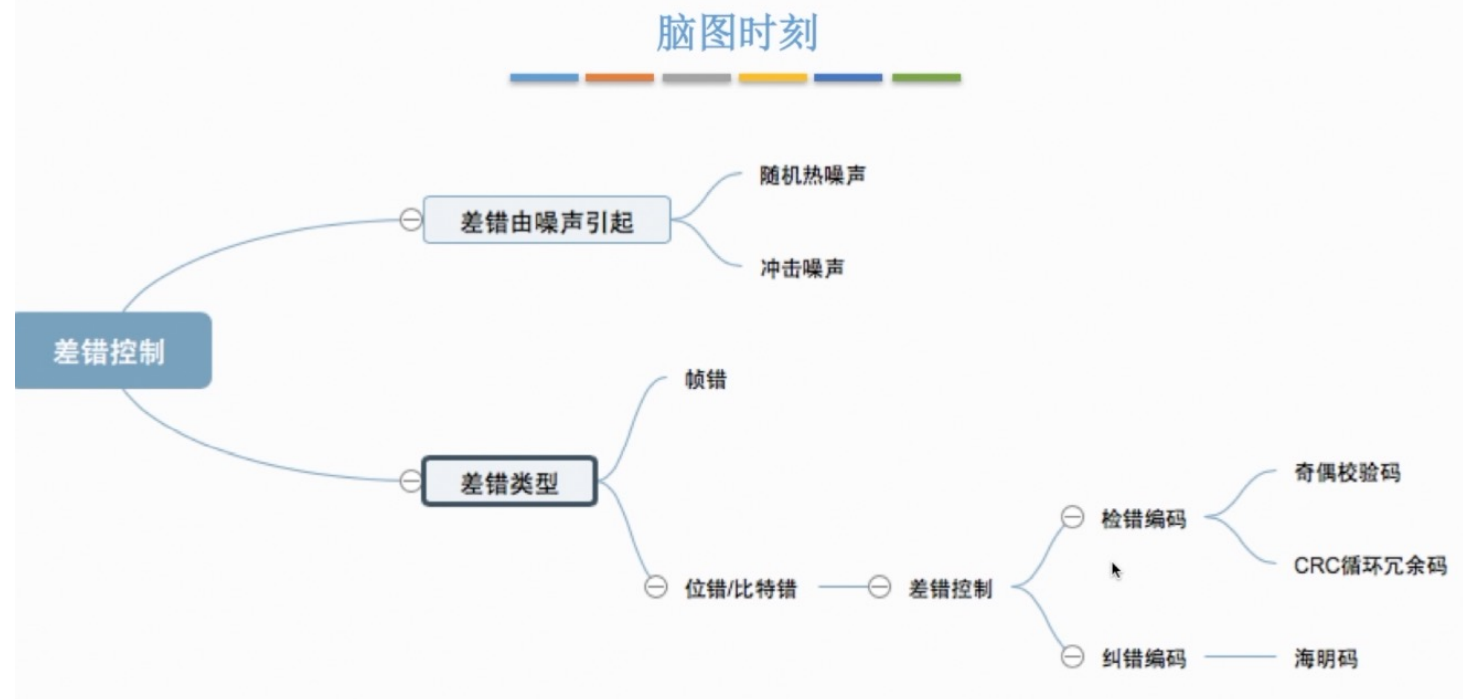 脑图时刻
差错控制
差错由噪声引起
随机热噪声
冲击噪声
差错类型
帧错
位错/比特错
差错控制
检错编码
奇偶校验码
CRC循环冗余码
纠错编码
海明码